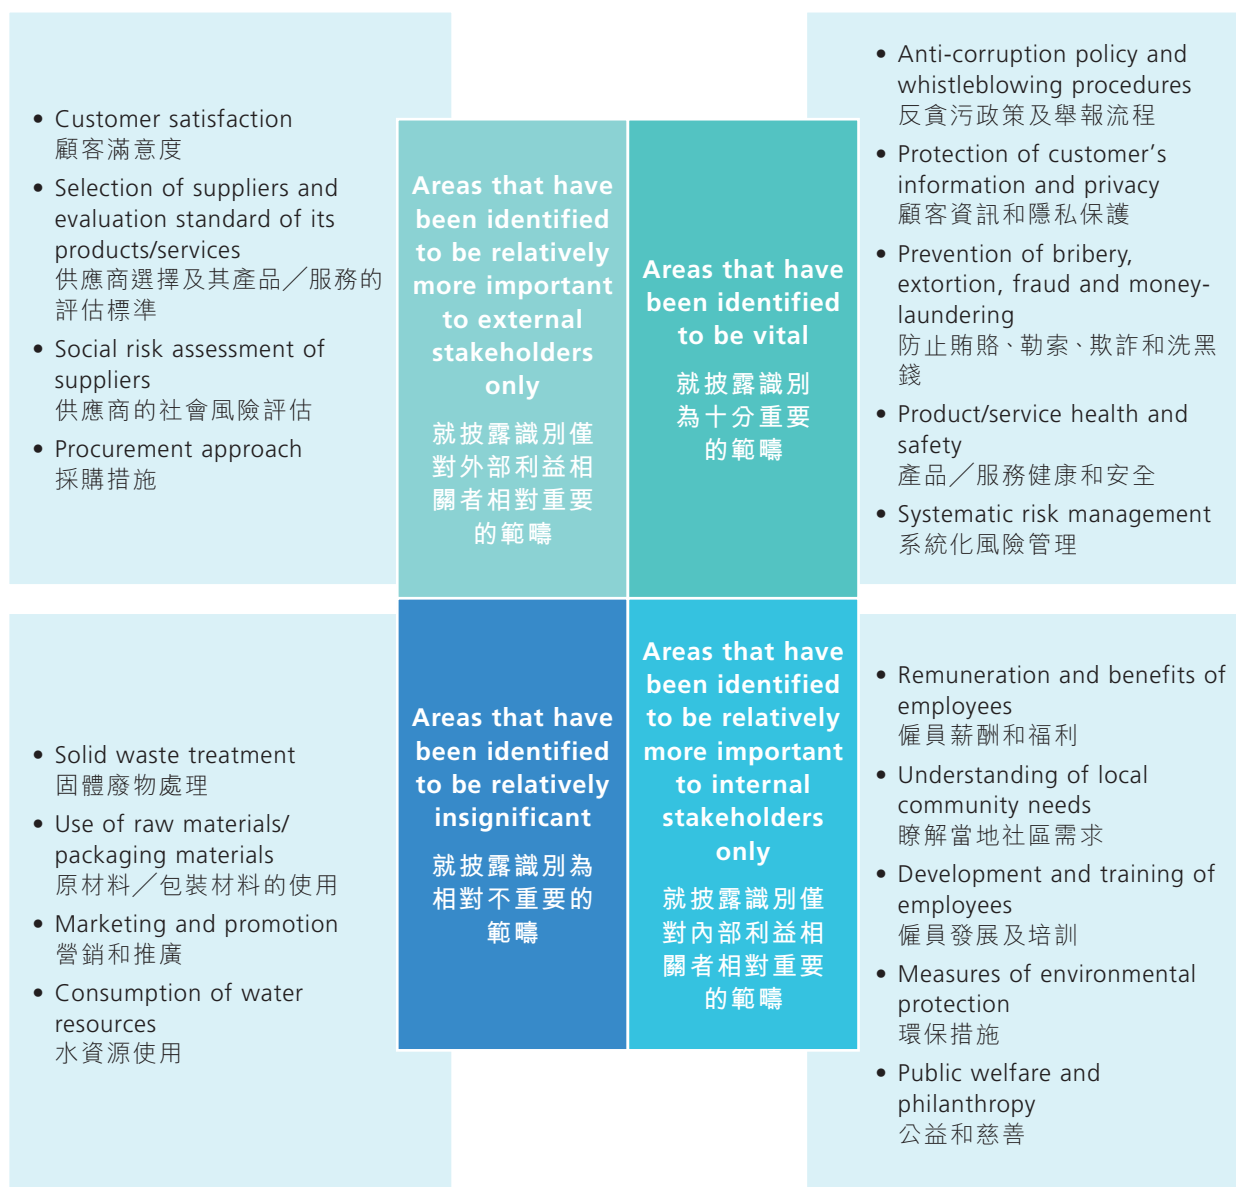 • Customer satisfaction
顧客滿意度
• Selection of suppliers and
evaluation standard of its
products/services
供應商選擇及其產品／服務的
評估標準
• Social risk assessment of
suppliers
供應商的社會風險評估
• Procurement approach
採購措施
Areas that have
been identified
to be relatively
more important
to external
stakeholders
only
就披露識別僅
對外部利益相
關者相對重要
的範疇
Areas that have
been identified
to be vital
就披露識別
為十分重要
的範疇
• Anti-corruption policy and
whistleblowing procedures
反貪污政策及舉報流程
• Protection of customer’s
information and privacy
顧客資訊和隱私保護
• Prevention of bribery,
extortion, fraud and money-
laundering
防止賄賂、勒索、欺詐和洗黑
錢
• Product/service health and
safety
產品／服務健康和安全
• Systematic risk management
系統化風險管理
• Solid waste treatment
固體廢物處理
• Use of raw materials/
packaging materials
原材料／包裝材料的使用
• Marketing and promotion
營銷和推廣
• Consumption of water
resources
水資源使用
Areas that have
been identified
to be relatively
insignificant
就披露識別為
相對不重要的
範疇
Areas that have
been identified
to be relatively
more important
to internal
stakeholders
only
就披露識別僅
對內部利益相
關者相對重要
的範疇
• Remuneration and benefits of
employees
僱員薪酬和福利
• Understanding of local
community needs
瞭解當地社區需求
• Development and training of
employees
僱員發展及培訓
• Measures of environmental
protection
環保措施
• Public welfare and
philanthropy
公益和慈善